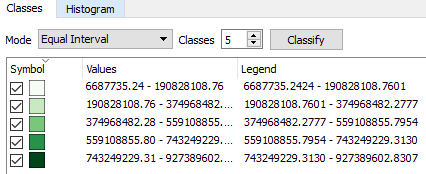 Classes Histogram
Mode Equal Interval Classes 5 Classify
Symbol Values Legend
6687735.24 - 190828108.76 6687735.2424 - 190828108.7601
190828108.76 - 374968482.... 190828108.7601 - 374968482.2777
374968482.28 - 559108855.... 374968482.2777 - 559108855.7954
559108855.80 - 743249229.... 559108855.7954 - 743249229.3130
743249229.31 - 927389602.... 743249229.3130 - 927389602.8307